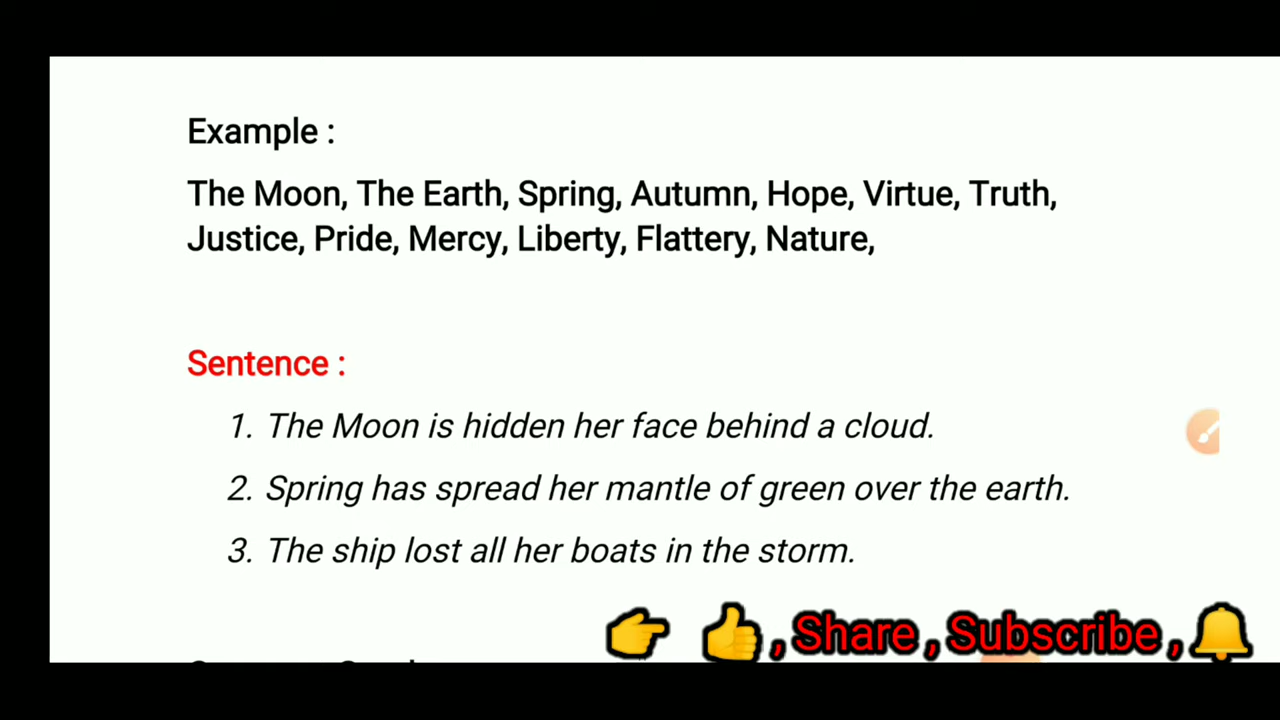 Example :
The Moon, The Earth, Spring, Autumn, Hope, Virtue, Truth,
Justice, Pride, Mercy, Liberty, Flattery, Nature,
Sentence :
1. The Moon is hidden her face behind a cloud.
2. Spring has spread her mantle of green over the earth.
3. The ship lost all her boats in the storm.
👉 👍, Share, Subscribe, 🔔